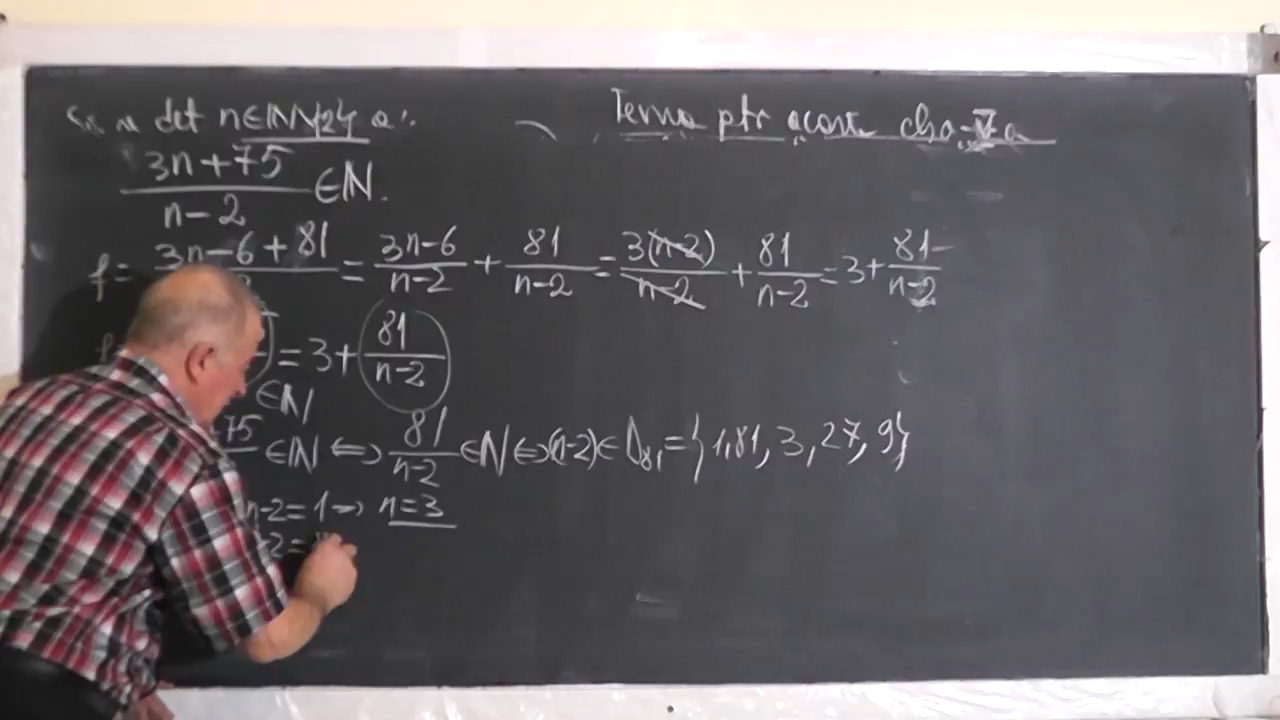 Să se det n∈ℕ\{2} a.î.
Tema ptr acasă cls a V a
(3n+75)/(n-2) ∈ℕ.
f = (3n-6+81)/ = (3n-6)/(n-2) + 81/(n-2) = 3(n-2)/(n-2) + 81/(n-2) = 3+ 81/(n-2)
= 3+ 81/(n-2)
∈ℕ
75 ∈ℕ ⇔ 81/(n-2) ∈ℕ ⇔ (n-2)∈ D₈₁={1,81,3,27,9}
n-2=1 ⇒ n=3
-2=